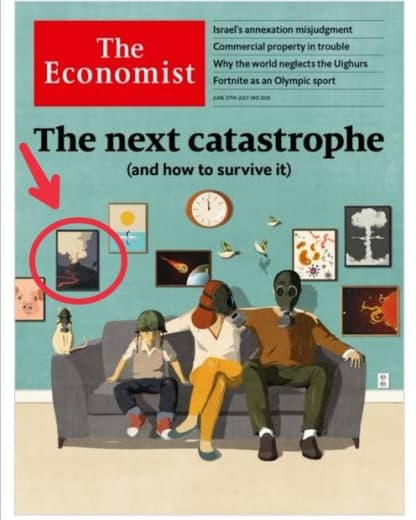 The
Economist
Israel's annexation misjudgment
Commercial property in trouble
Why the world neglects the Uighurs
Fortnite as an Olympic sport
JUNE 27TH–JULY 3RD 2020
The next catastrophe
(and how to survive it)